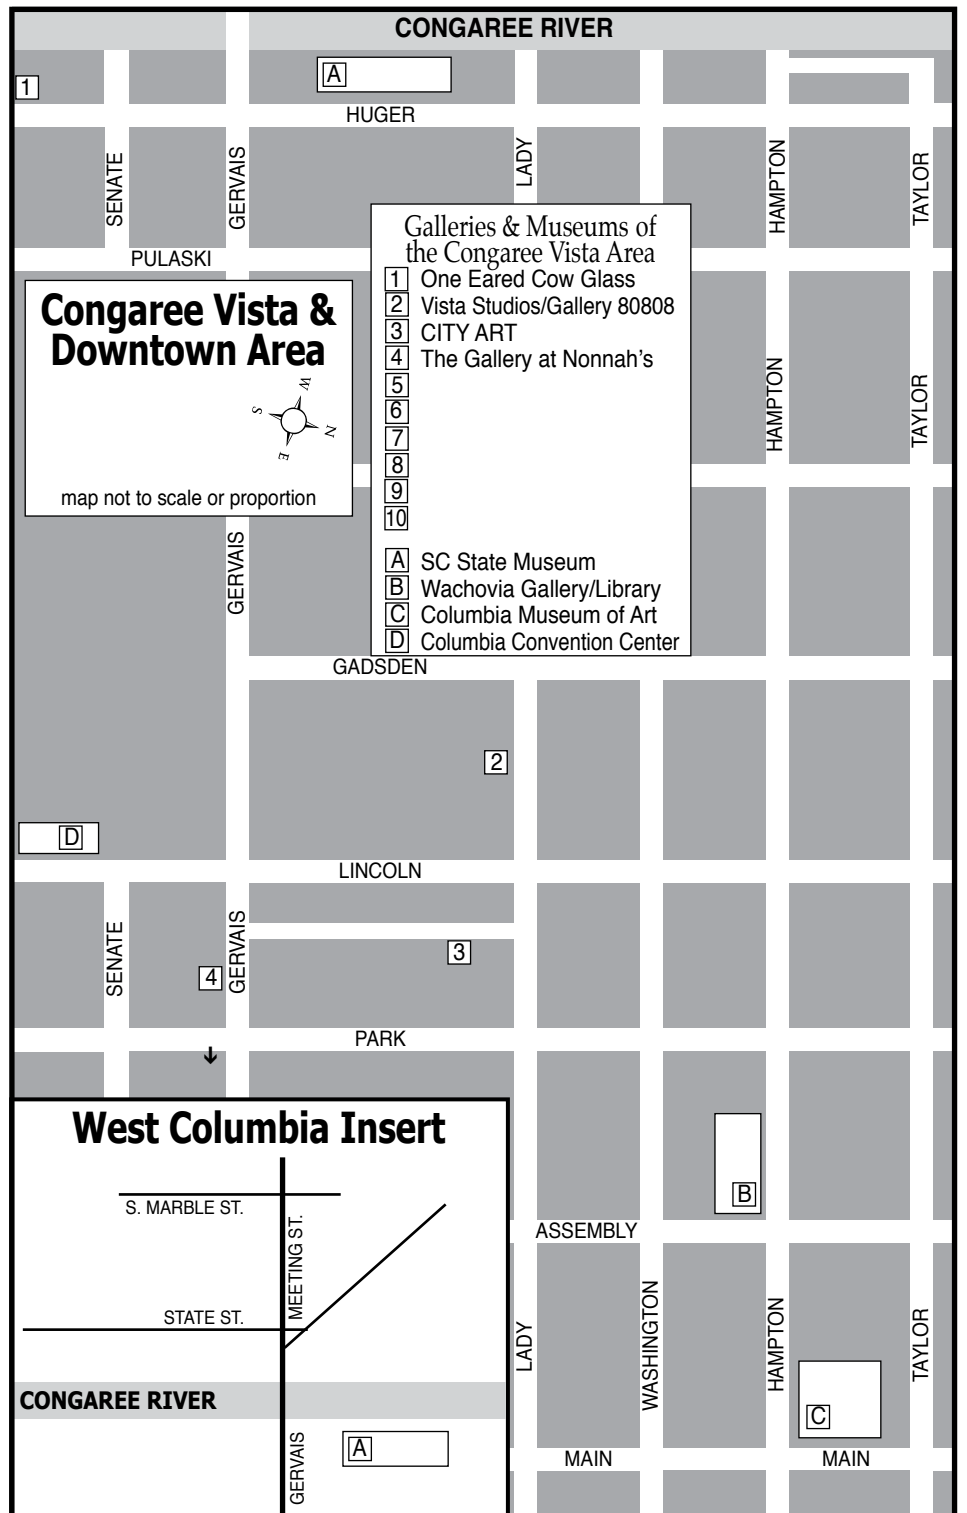 CONGAREE RIVER
A
1
HUGER
SENATE
GERVAIS
LADY
HAMPTON
TAYLOR
PULASKI
Galleries & Museums of
the Congaree Vista Area
1 One Eared Cow Glass
2 Vista Studios/Gallery 80808
3 CITY ART
4 The Gallery at Nonnah's
5
6
7
8
9
10
A SC State Museum
B Wachovia Gallery/Library
C Columbia Museum of Art
D Columbia Convention Center
Congaree Vista &
Downtown Area
W
S
N
E
map not to scale or proportion
HAMPTON
TAYLOR
GERVAIS
GADSDEN
2
D
LINCOLN
SENATE
GERVAIS
3
4
PARK
B
ASSEMBLY
LADY
WASHINGTON
HAMPTON
TAYLOR
C
MAIN
MAIN
West Columbia Insert
S. MARBLE ST.
MEETING ST.
STATE ST.
CONGAREE RIVER
GERVAIS
A